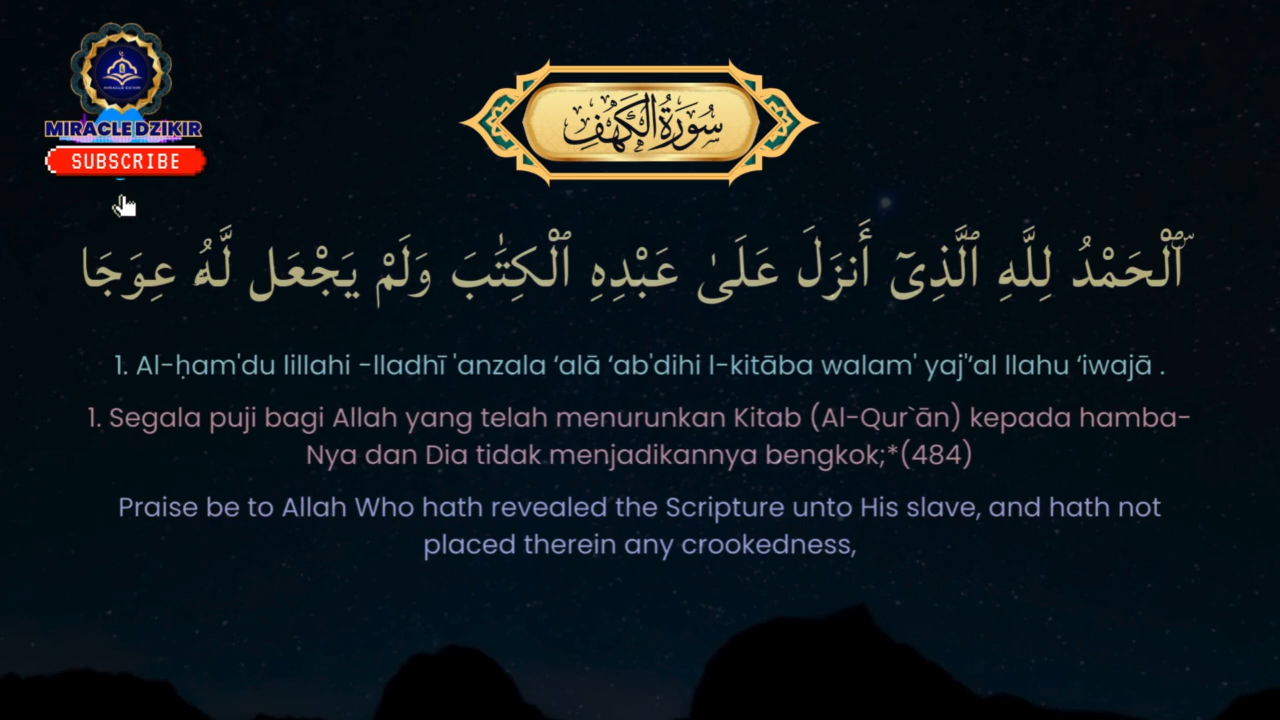 MIRACLE DZIKIR
MIRACLE DZIKIR
SUBSCRIBE
سُورَةُ الْكَهْفِ
ٱلْحَمْدُ لِلَّهِ ٱلَّذِىٓ أَنزَلَ عَلَىٰ عَبْدِهِ ٱلْكِتَٰبَ وَلَمْ يَجْعَل لَّهُۥ عِوَجَا ۜ
1. Al-ḥam'du lillahi -lladhī 'anzala ‘alā ‘ab'dihi l-kitāba walam' yaj'‘al llahu ‘iwajā .
1. Segala puji bagi Allah yang telah menurunkan Kitab (Al-Qur`ān) kepada hamba-
Nya dan Dia tidak menjadikannya bengkok;*(484)
Praise be to Allah Who hath revealed the Scripture unto His slave, and hath not
placed therein any crookedness,